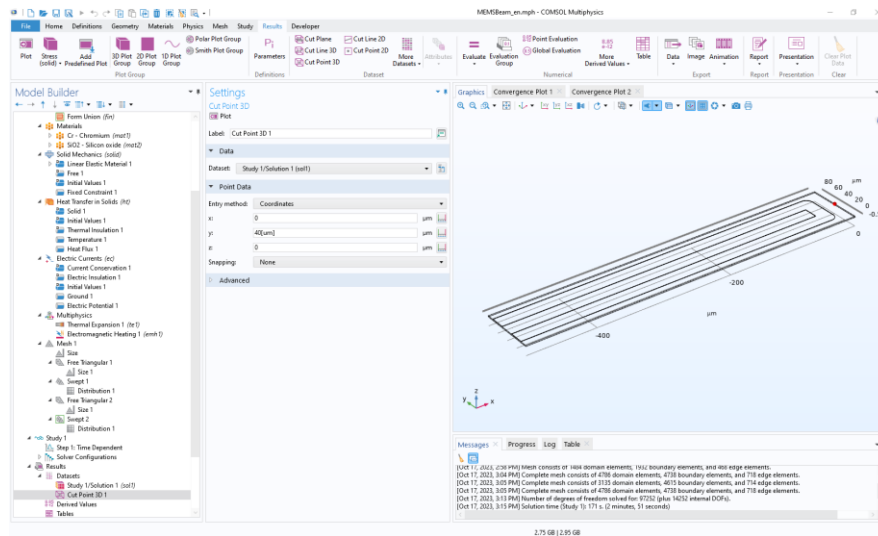 MEMSBeam_en.mph - COMSOL Multiphysics
File Home Definitions Geometry Materials Physics Mesh Study Results Developer
Plot
Stress (solid)
Add Predefined Plot
3D Plot Group
2D Plot Group
1D Plot Group
Polar Plot Group
Smith Plot Group
Plot Group
Parameters
Definitions
Cut Plane
Cut Line 3D
Cut Point 3D
Cut Line 2D
Cut Point 2D
More Datasets
Dataset
Attributes
Evaluate
Evaluation Group
Point Evaluation
Global Evaluation
8.85
e-12
More Derived Values
Table
Numerical
Data Image Animation
Export
Report
Report
Presentation
Presentation
Clear Plot Data
Clear
Model Builder
Form Union (fin)
Materials
Cr - Chromium (mat1)
SiO2 - Silicon oxide (mat2)
Solid Mechanics (solid)
Linear Elastic Material 1
Free 1
Initial Values 1
Fixed Constraint 1
Heat Transfer in Solids (ht)
Solid 1
Initial Values 1
Thermal Insulation 1
Temperature 1
Heat Flux 1
Electric Currents (ec)
Current Conservation 1
Electric Insulation 1
Initial Values 1
Ground 1
Electric Potential 1
Multiphysics
Thermal Expansion 1 (te1)
Electromagnetic Heating 1 (emh1)
Mesh 1
Size
Free Triangular 1
Size 1
Swept 1
Distribution 1
Free Triangular 2
Size 1
Swept 2
Distribution 1
Study 1
Step 1: Time Dependent
Solver Configurations
Results
Datasets
Study 1/Solution 1 (sol1)
Cut Point 3D 1
Derived Values
Tables
Settings
Cut Point 3D
Plot
Label: Cut Point 3D 1
Data
Dataset: Study 1/Solution 1 (sol1)
Point Data
Entry method: Coordinates
x: 0 μm
y: 40[um] μm
z: 0 μm
Snapping: None
Advanced
Graphics Convergence Plot 1 Convergence Plot 2
80 μm
60
40
20
0
0
-200
μm
-400
z
y x
Messages Progress Log Table
[Oct 17, 2023, 3:04 PM] Complete mesh consists of 4786 domain elements, 4738 boundary elements, and 718 edge elements.
[Oct 17, 2023, 3:05 PM] Complete mesh consists of 3135 domain elements, 4615 boundary elements, and 714 edge elements.
[Oct 17, 2023, 3:05 PM] Complete mesh consists of 4786 domain elements, 4738 boundary elements, and 718 edge elements.
[Oct 17, 2023, 3:13 PM] Number of degrees of freedom solved for: 97252 (plus 14252 internal DOFs).
[Oct 17, 2023, 3:15 PM] Solution time (Study 1): 171 s. (2 minutes, 51 seconds)
2.75 GB | 2.95 GB